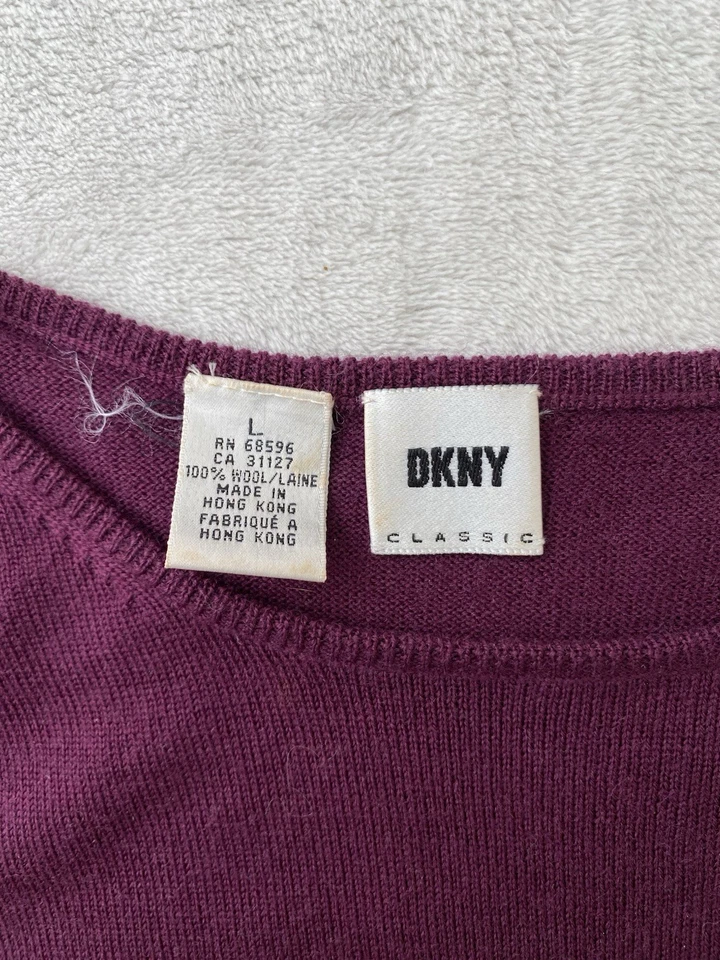 L
RN 68596
CA 31127
100% WOOL/LAINE
MADE IN
HONG KONG
FABRIQUÉ A
HONG KONG
DKNY
CLASSIC